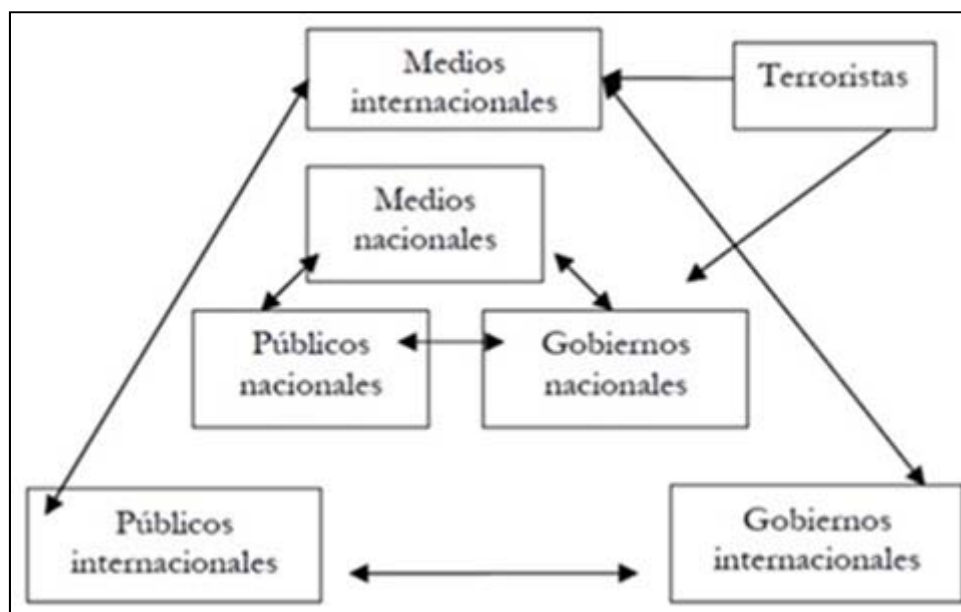 Medios
internacionales
Terroristas
Medios
nacionales
Públicos
nacionales
Gobiernos
nacionales
Públicos
internacionales
Gobiernos
internacionales